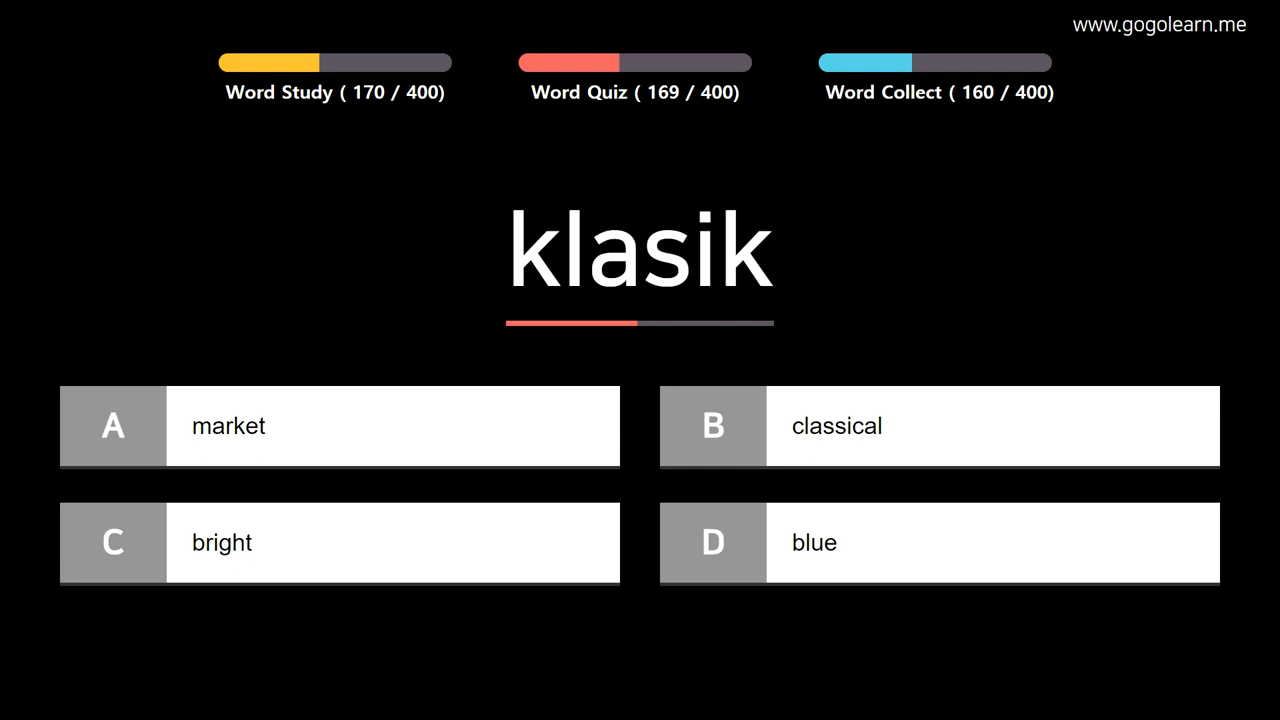 www.gogolearn.me
Word Study ( 170 / 400)
Word Quiz ( 169 / 400)
Word Collect ( 160 / 400)
klasik
A market
B classical
C bright
D blue